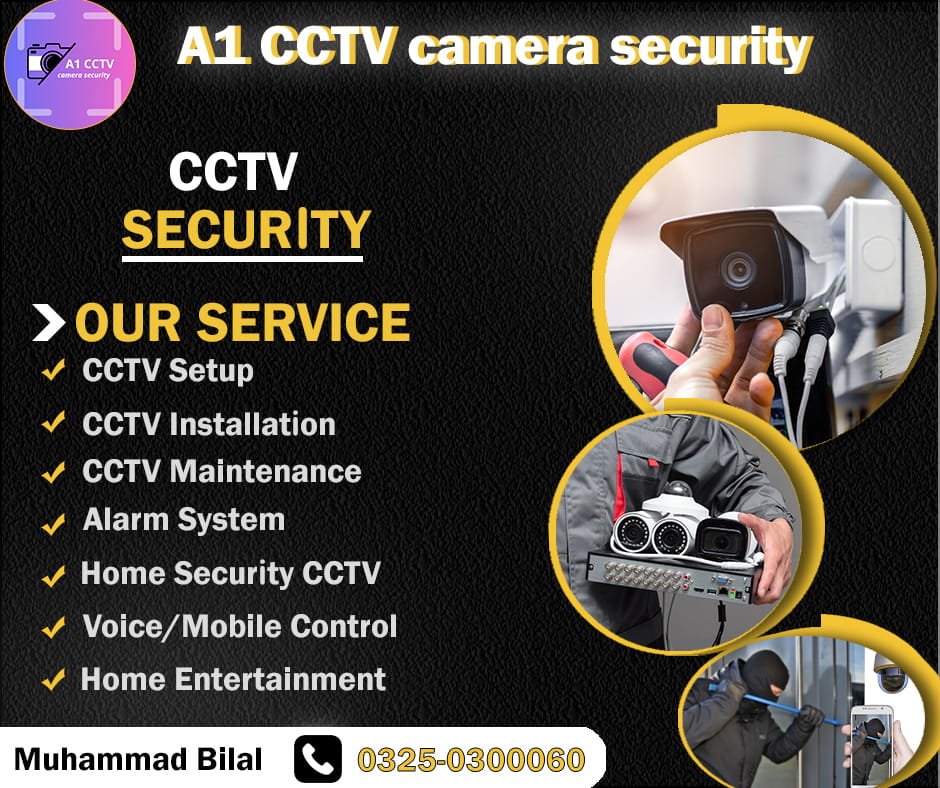 A1 CCTV
camera security
A1 CCTV camera security
CCTV
SECURITY
OUR SERVICE
CCTV Setup
CCTV Installation
CCTV Maintenance
Alarm System
Home Security CCTV
Voice/Mobile Control
Home Entertainment
Muhammad Bilal
0325-0300060